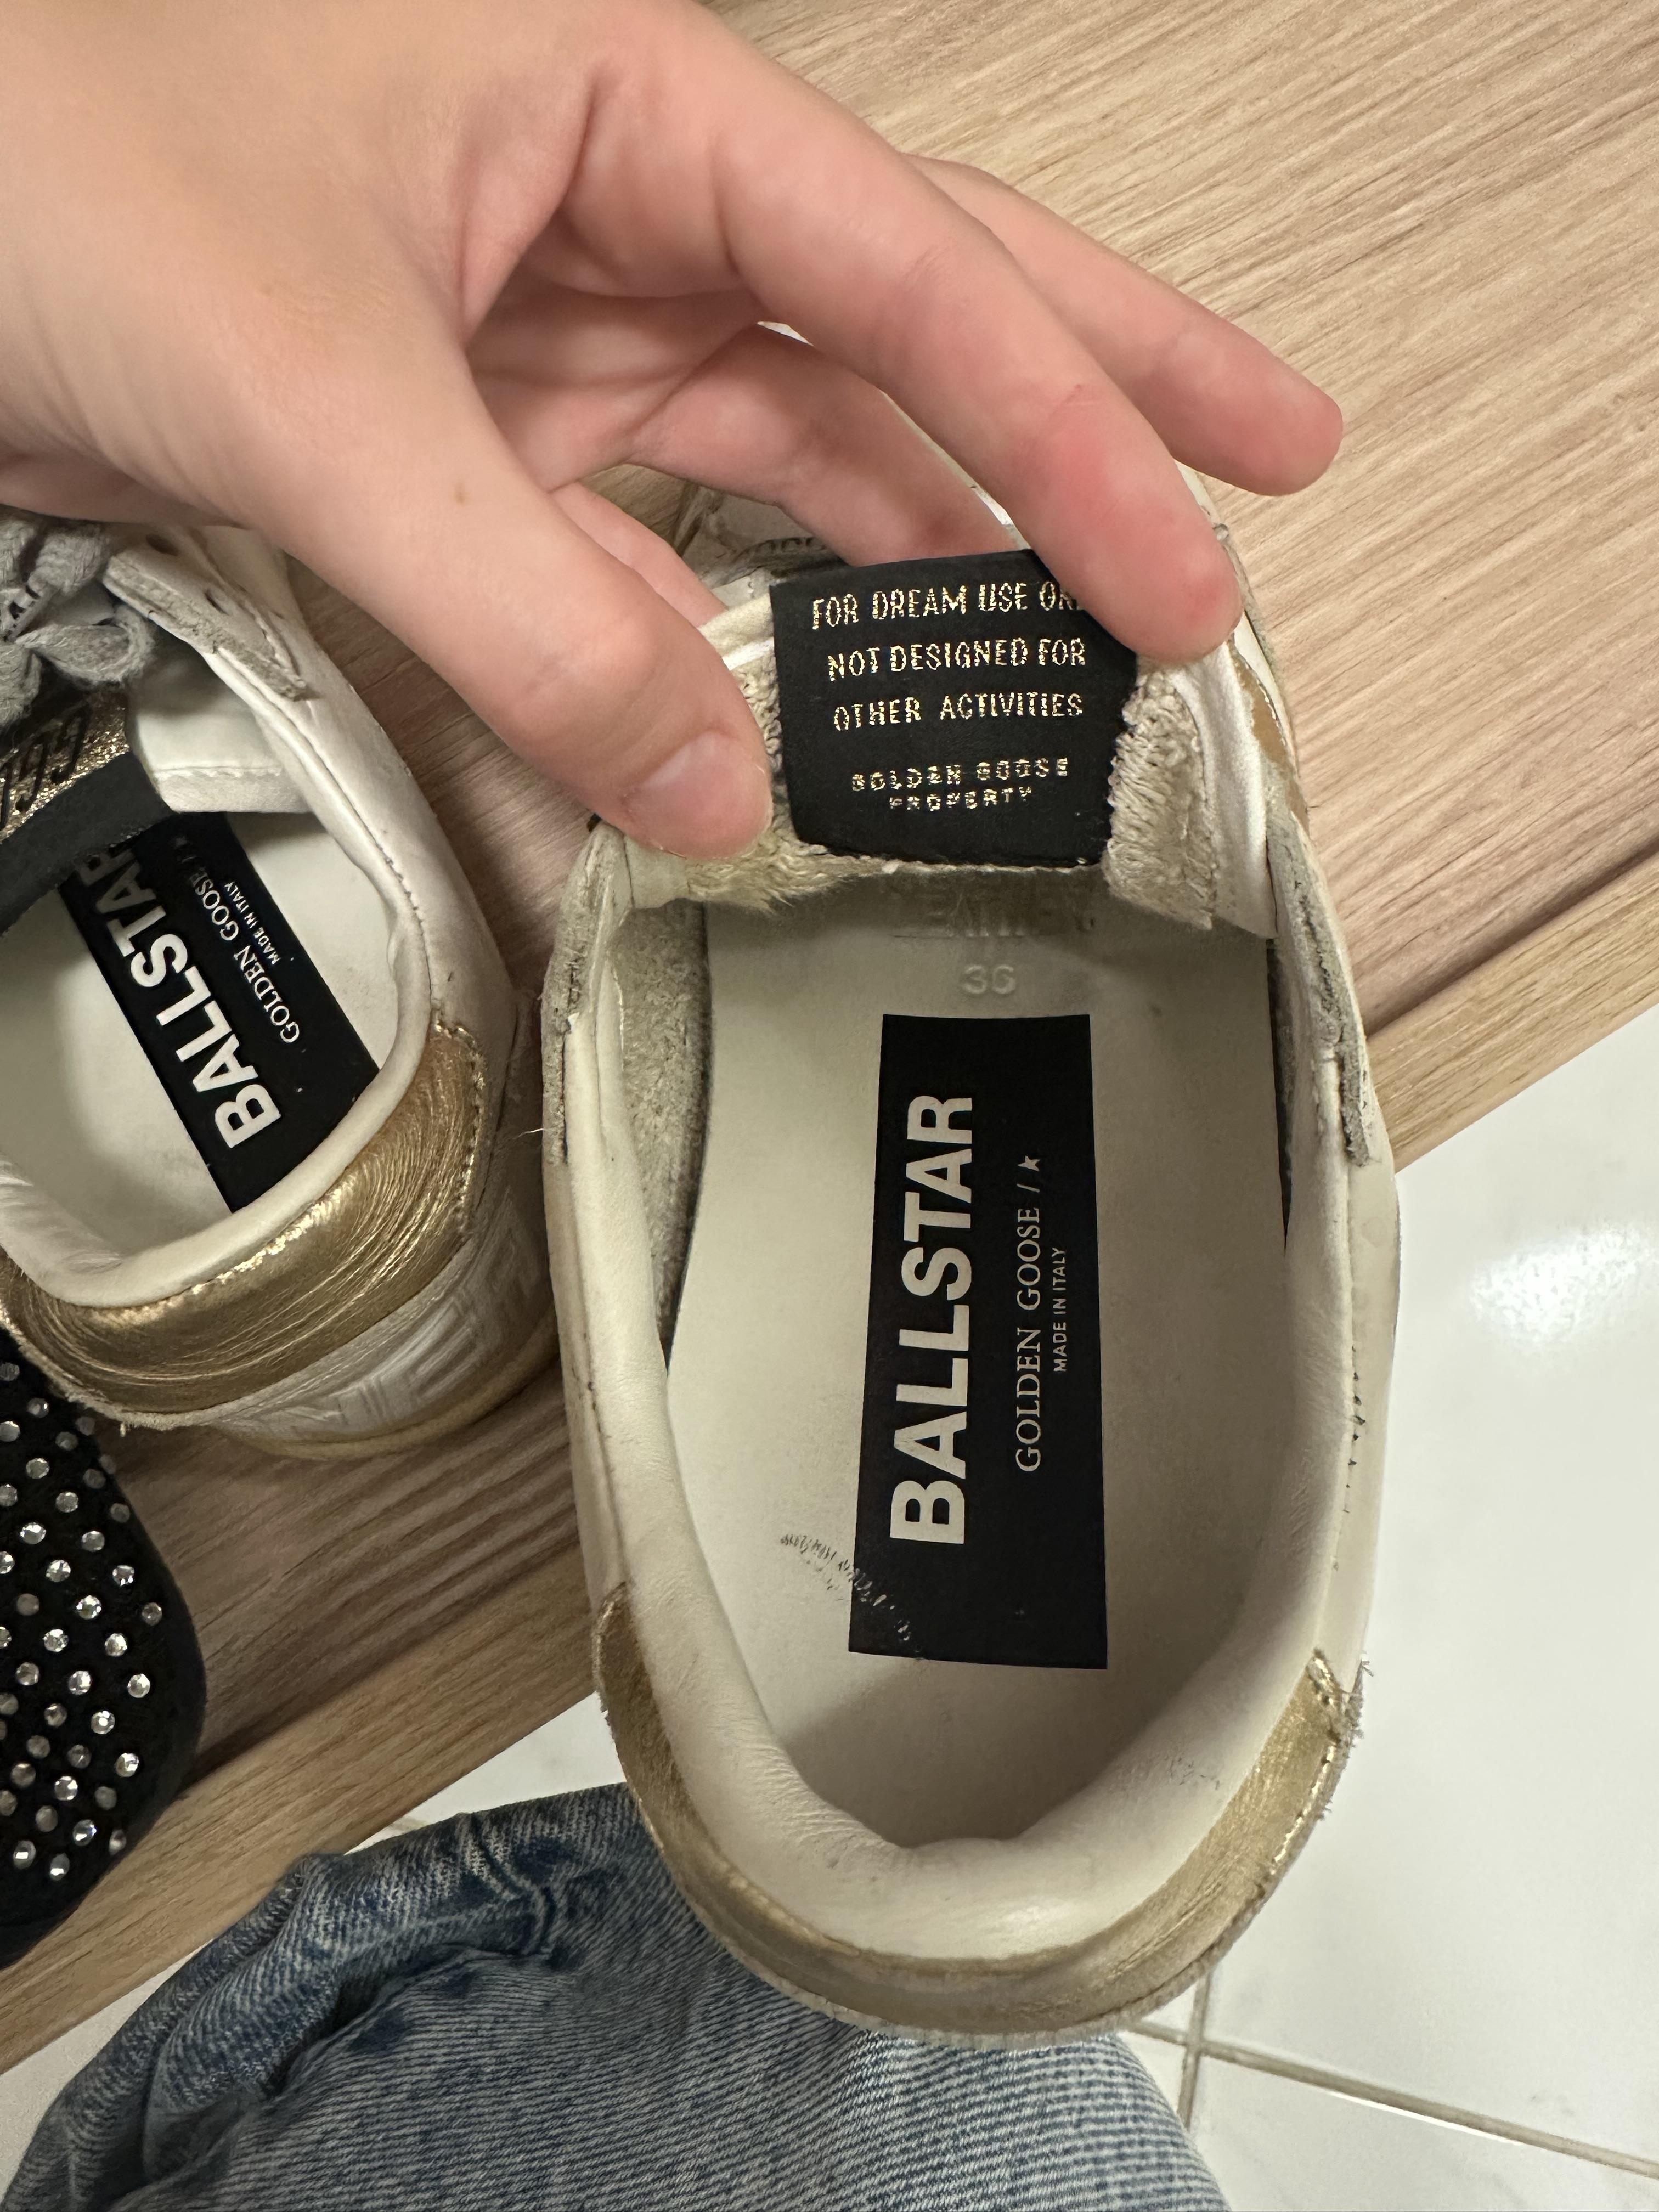 FOR DREAM USE
NOT DESIGNED FOR
OTHER ACTIVITIES
GOLDEN GOOSE
PROPERTY
LEATHER
36
BALLSTAR
GOLDEN GOOSE / ★
MADE IN ITALY
BALLSTAR
GOLDEN GOOSE
MADE IN ITALY